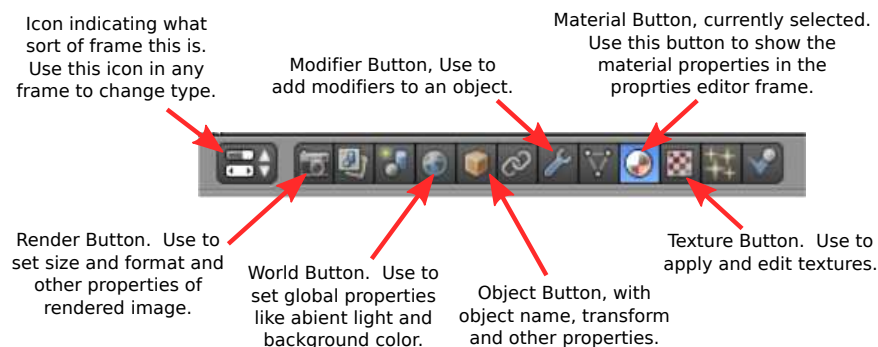 Icon indicating what
sort of frame this is.
Use this icon in any
frame to change type.
Modifier Button, Use to
add modifiers to an object.
Material Button, currently selected.
Use this button to show the
material properties in the
proprties editor frame.
Render Button.  Use to
set size and format and
other properties of
rendered image.
World Button.  Use to
set global properties
like abient light and
background color.
Object Button, with
object name, transform
and other properties.
Texture Button.  Use to
apply and edit textures.